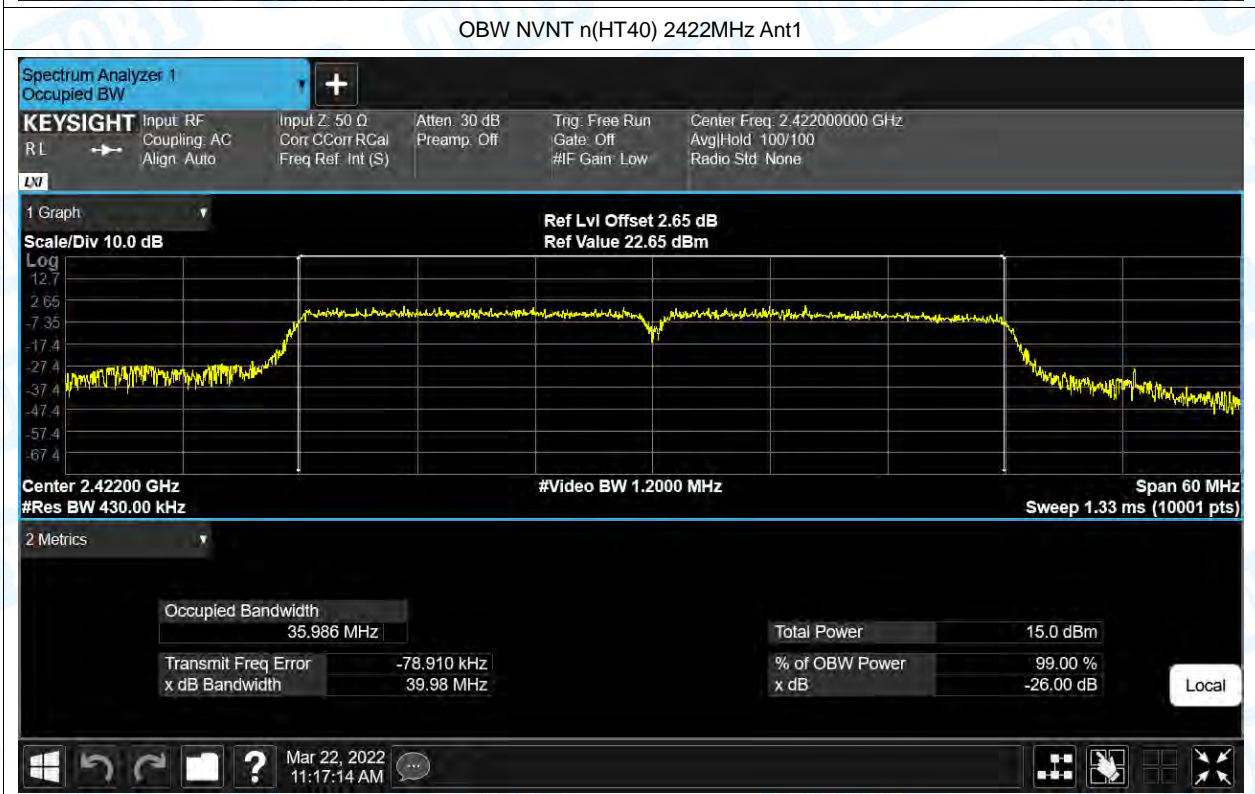 OBW NVNT n(HT40) 2422MHz Ant1
Spectrum Analyzer 1
Occupied BW
+
KEYSIGHT Input: RF Input Z: 50 Ω Atten: 30 dB Trig: Free Run Center Freq: 2.422000000 GHz
RL Coupling: AC Corr CCorr RCal Preamp: Off Gate: Off Avg|Hold: 100/100
Align: Auto Freq Ref: Int (S) #IF Gain: Low Radio Std: None
LXI
1 Graph Ref Lvl Offset 2.65 dB
Scale/Div 10.0 dB Ref Value 22.65 dBm
Log
12.7
2.65
-7.35
-17.4
-27.4
-37.4
-47.4
-57.4
-67.4
Center 2.42200 GHz #Video BW 1.2000 MHz Span 60 MHz
#Res BW 430.00 kHz Sweep 1.33 ms (10001 pts)
2 Metrics
Occupied Bandwidth
35.986 MHz Total Power 15.0 dBm
Transmit Freq Error -78.910 kHz % of OBW Power 99.00 %
x dB Bandwidth 39.98 MHz x dB -26.00 dB
Local
? Mar 22, 2022
11:17:14 AM